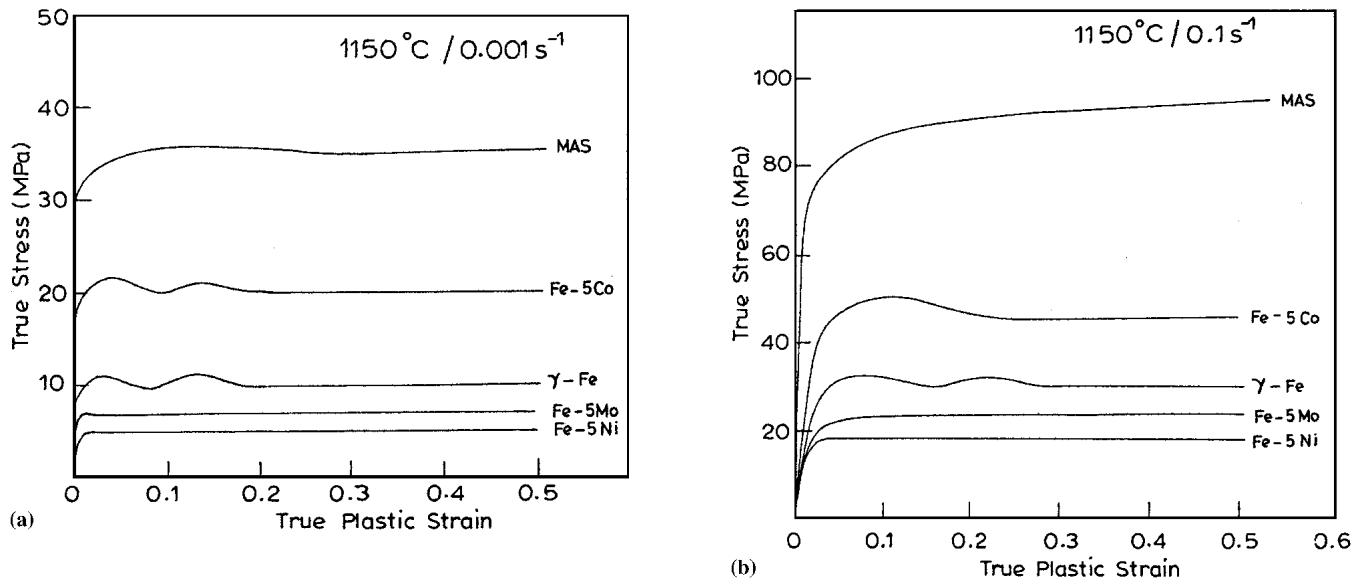 1150°C / 0.001 s⁻¹
50
40
30
20
10
0
0.1
0.2
0.3
0.4
0.5
True Stress (MPa)
True Plastic Strain
MAS
Fe-5Co
γ-Fe
Fe-5Mo
Fe-5Ni
(a)
1150°C / 0.1 s⁻¹
100
80
60
40
20
0
0.1
0.2
0.3
0.4
0.5
0.6
True Stress (MPa)
True Plastic Strain
MAS
Fe-5Co
γ-Fe
Fe-5Mo
Fe-5Ni
(b)